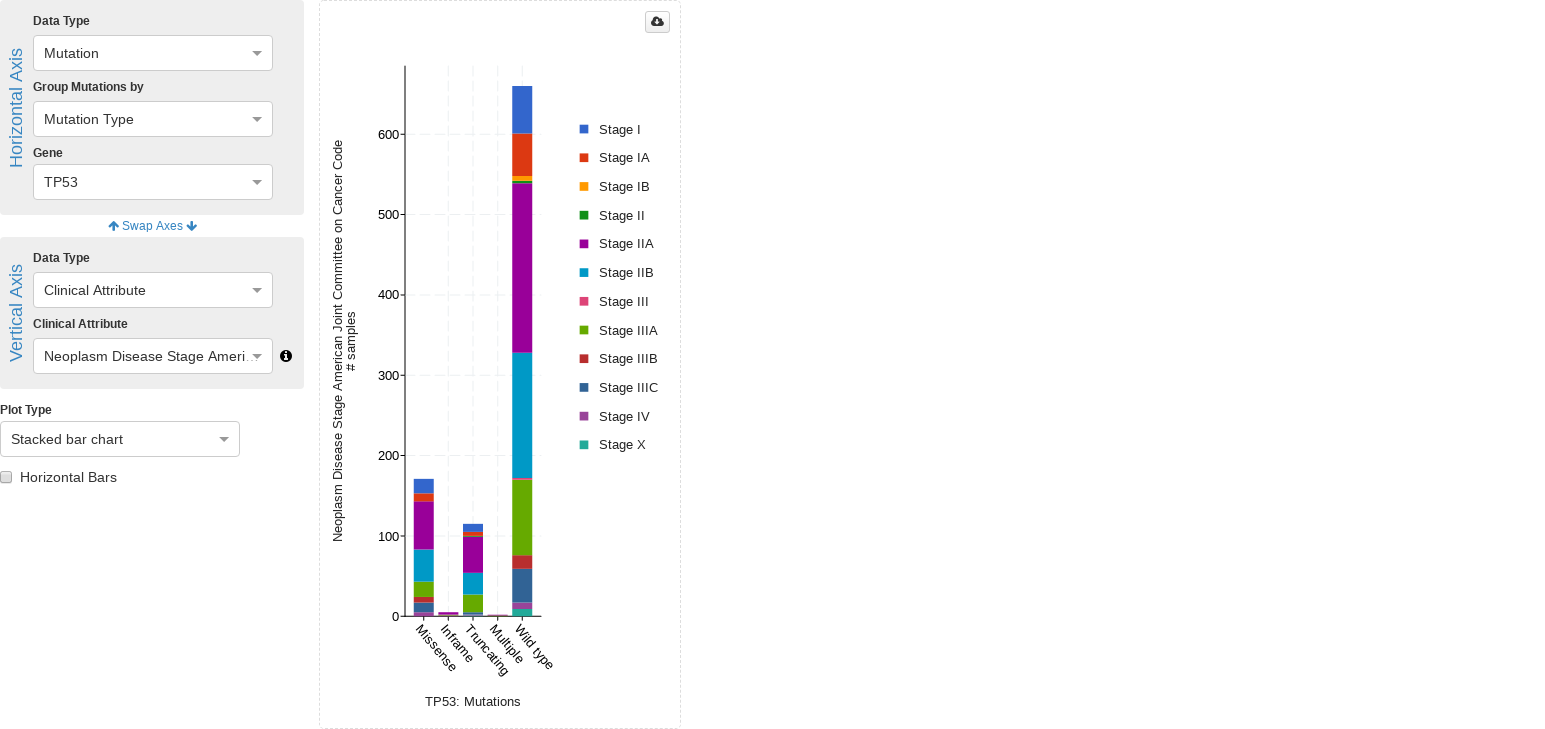 Horizontal Axis
Data Type
Mutation
Group Mutations by
Mutation Type
Gene
TP53
Swap Axes
Vertical Axis
Data Type
Clinical Attribute
Clinical Attribute
Neoplasm Disease Stage Ameri...
Plot Type
Stacked bar chart
Horizontal Bars
Neoplasm Disease Stage American Joint Committee on Cancer Code
# samples
600
500
400
300
200
100
0
Missense
Inframe
Truncating
Multiple
Wild type
TP53: Mutations
Stage I
Stage IA
Stage IB
Stage II
Stage IIA
Stage IIB
Stage III
Stage IIIA
Stage IIIB
Stage IIIC
Stage IV
Stage X